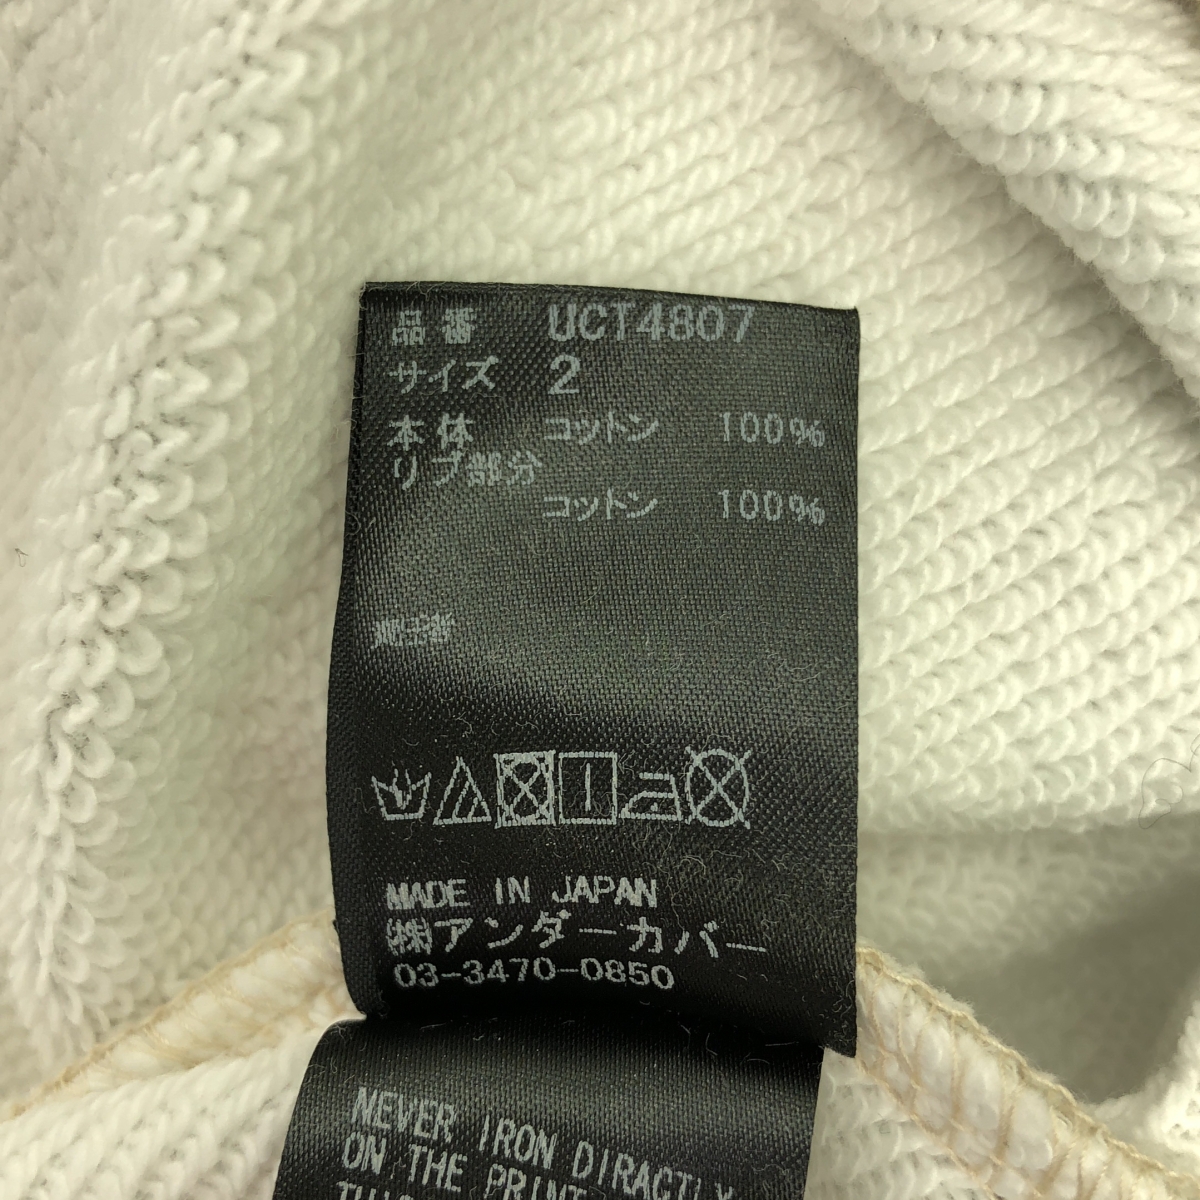 品番 UCT4807
サイズ 2
本体 コットン 100%
リブ部分
コットン 100%
MADE IN JAPAN
㈱アンダーカバー
03-3470-0850
NEVER IRON DIRACTLY
ON THE PRINT